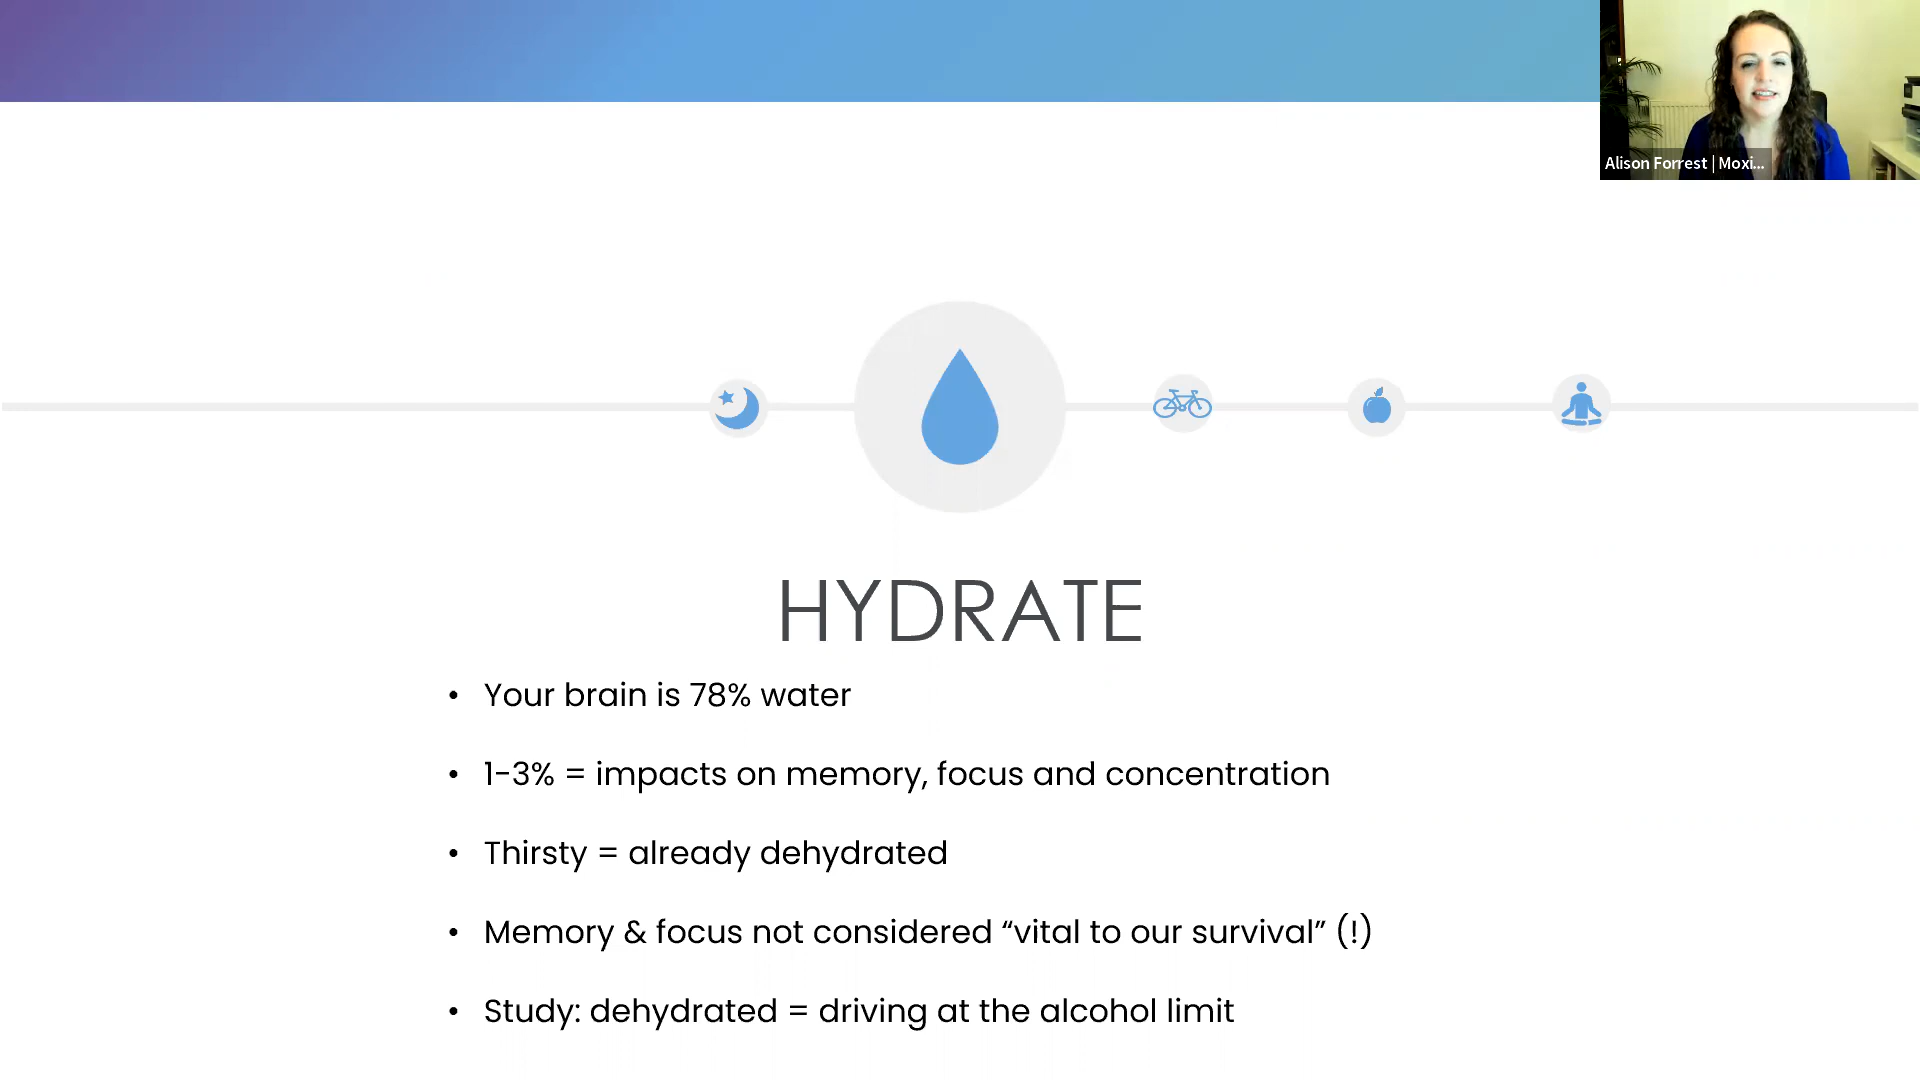 Alison Forrest | Moxi...
HYDRATE
• Your brain is 78% water
• 1-3% = impacts on memory, focus and concentration
• Thirsty = already dehydrated
• Memory & focus not considered “vital to our survival” (!)
• Study: dehydrated = driving at the alcohol limit